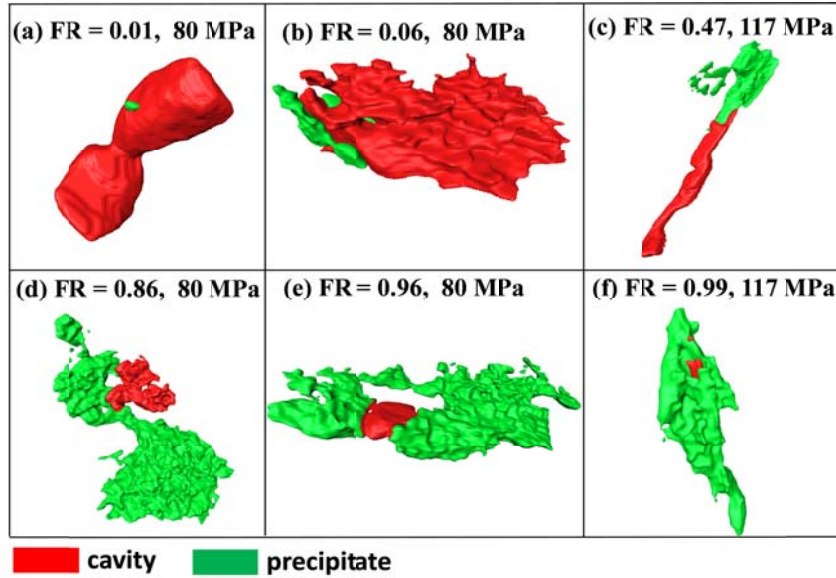 (a) FR = 0.01, 80 MPa
(b) FR = 0.06, 80 MPa
(c) FR = 0.47, 117 MPa
(d) FR = 0.86, 80 MPa
(e) FR = 0.96, 80 MPa
(f) FR = 0.99, 117 MPa
cavity
precipitate